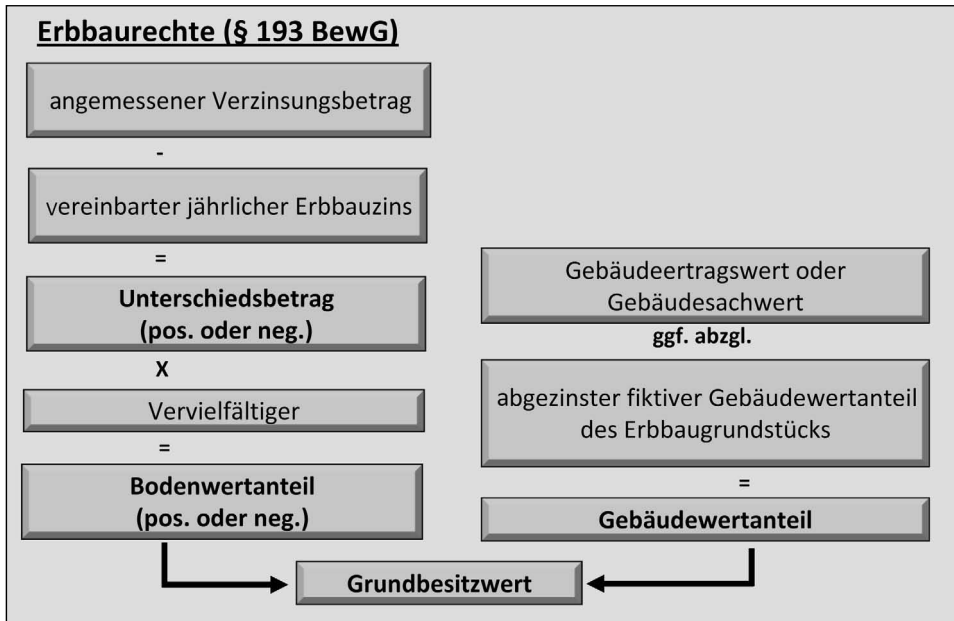 Erbbaurechte (§ 193 BewG)
angemessener Verzinsungsbetrag
-
vereinbarter jährlicher Erbbauzins
=
Unterschiedsbetrag
(pos. oder neg.)
X
Vervielfältiger
=
Bodenwertanteil
(pos. oder neg.)
Gebäudeertragswert oder
Gebäudesachwert
ggf. abzgl.
abgezinster fiktiver Gebäudewertanteil
des Erbbaugrundstücks
=
Gebäudewertanteil
Grundbesitzwert